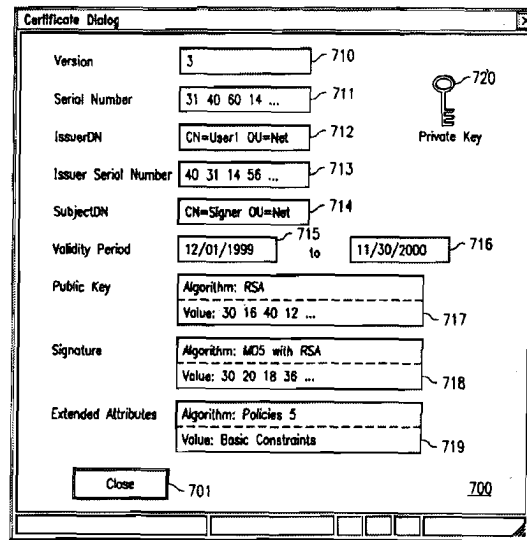 Certificate Dialog X
Version 3 710
720
Serial Number 31 40 60 14 ... 711
IssuerDN CN=User1 OU=Net 712
Private Key
Issuer Serial Number 40 31 14 56 ... 713
SubjectDN CN=Signer OU=Net 714
Validity Period 12/01/1999 715 to 11/30/2000 716
Public Key Algorithm: RSA
Value: 30 16 40 12 ... 717
Signature Algorithm: MD5 with RSA
Value: 30 20 18 36 ... 718
Extended Attributes Algorithm: Policies 5
Value: Basic Constraints 719
Close 701 700